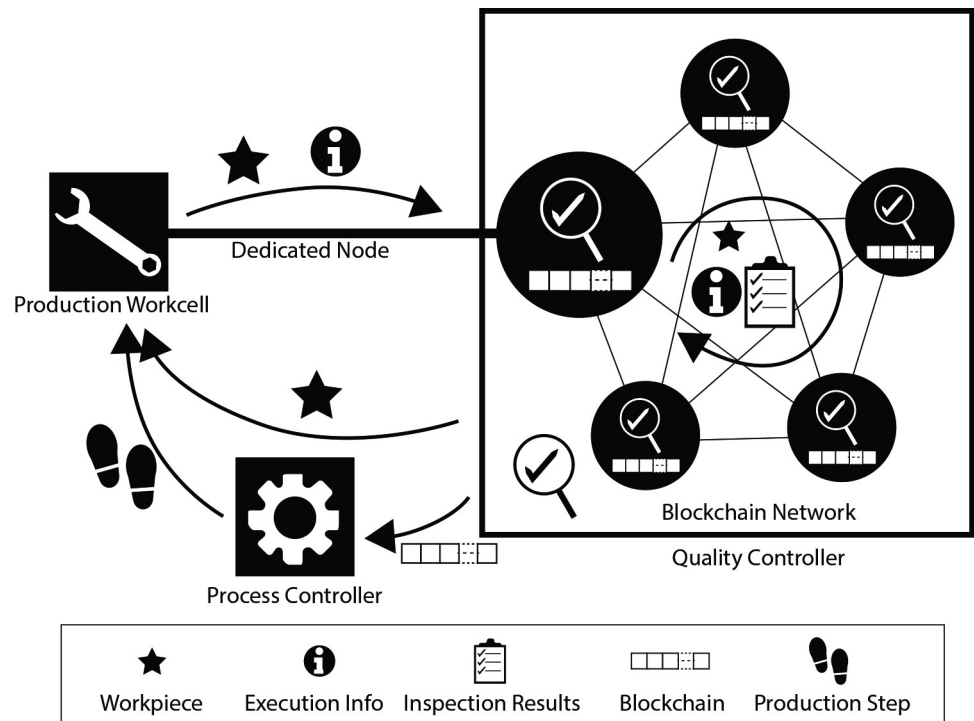 Dedicated Node
Production Workcell
Blockchain Network
Quality Controller
Process Controller
Workpiece
Execution Info
Inspection Results
Blockchain
Production Step